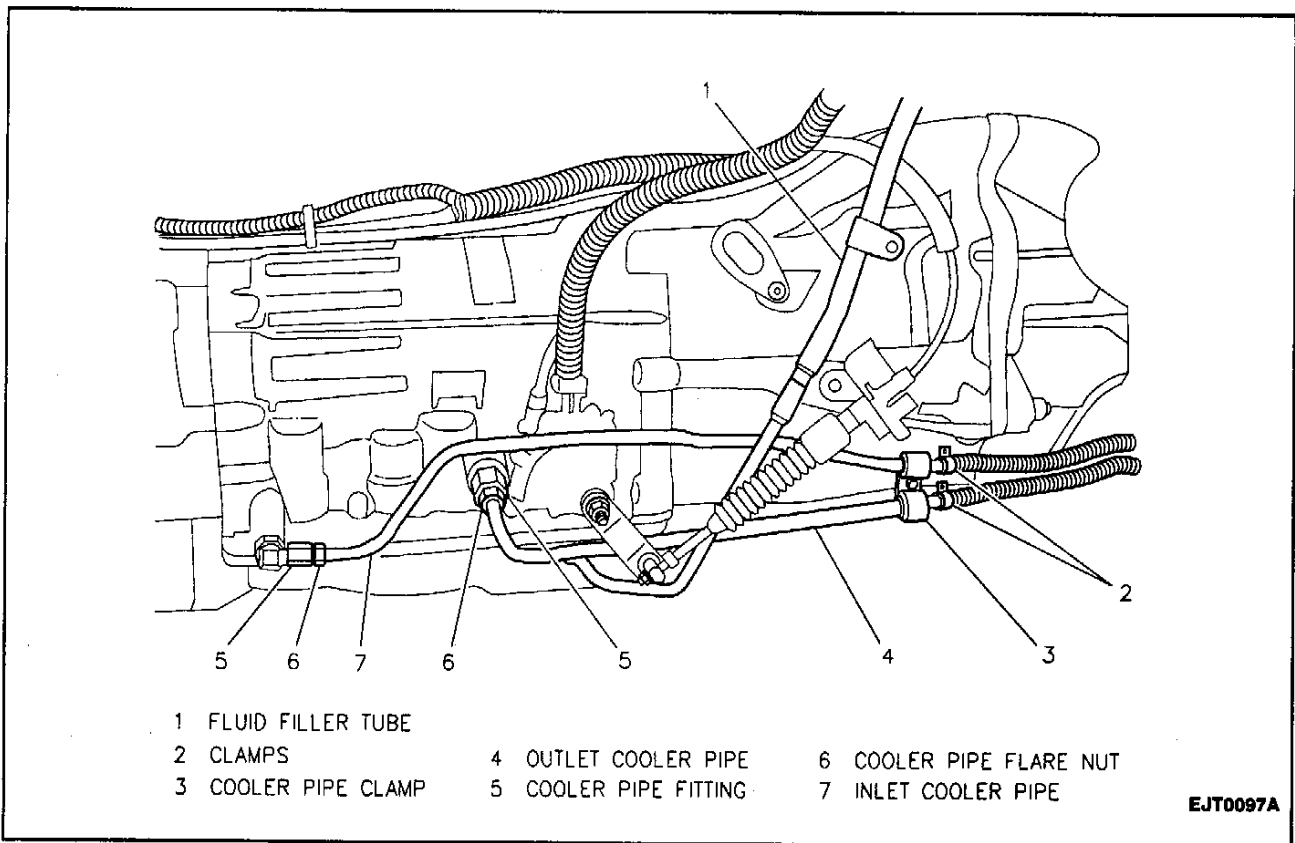 1
2
3
4
5
6
7
6
5
1 FLUID FILLER TUBE
2 CLAMPS
3 COOLER PIPE CLAMP
4 OUTLET COOLER PIPE
5 COOLER PIPE FITTING
6 COOLER PIPE FLARE NUT
7 INLET COOLER PIPE
EJT0097A